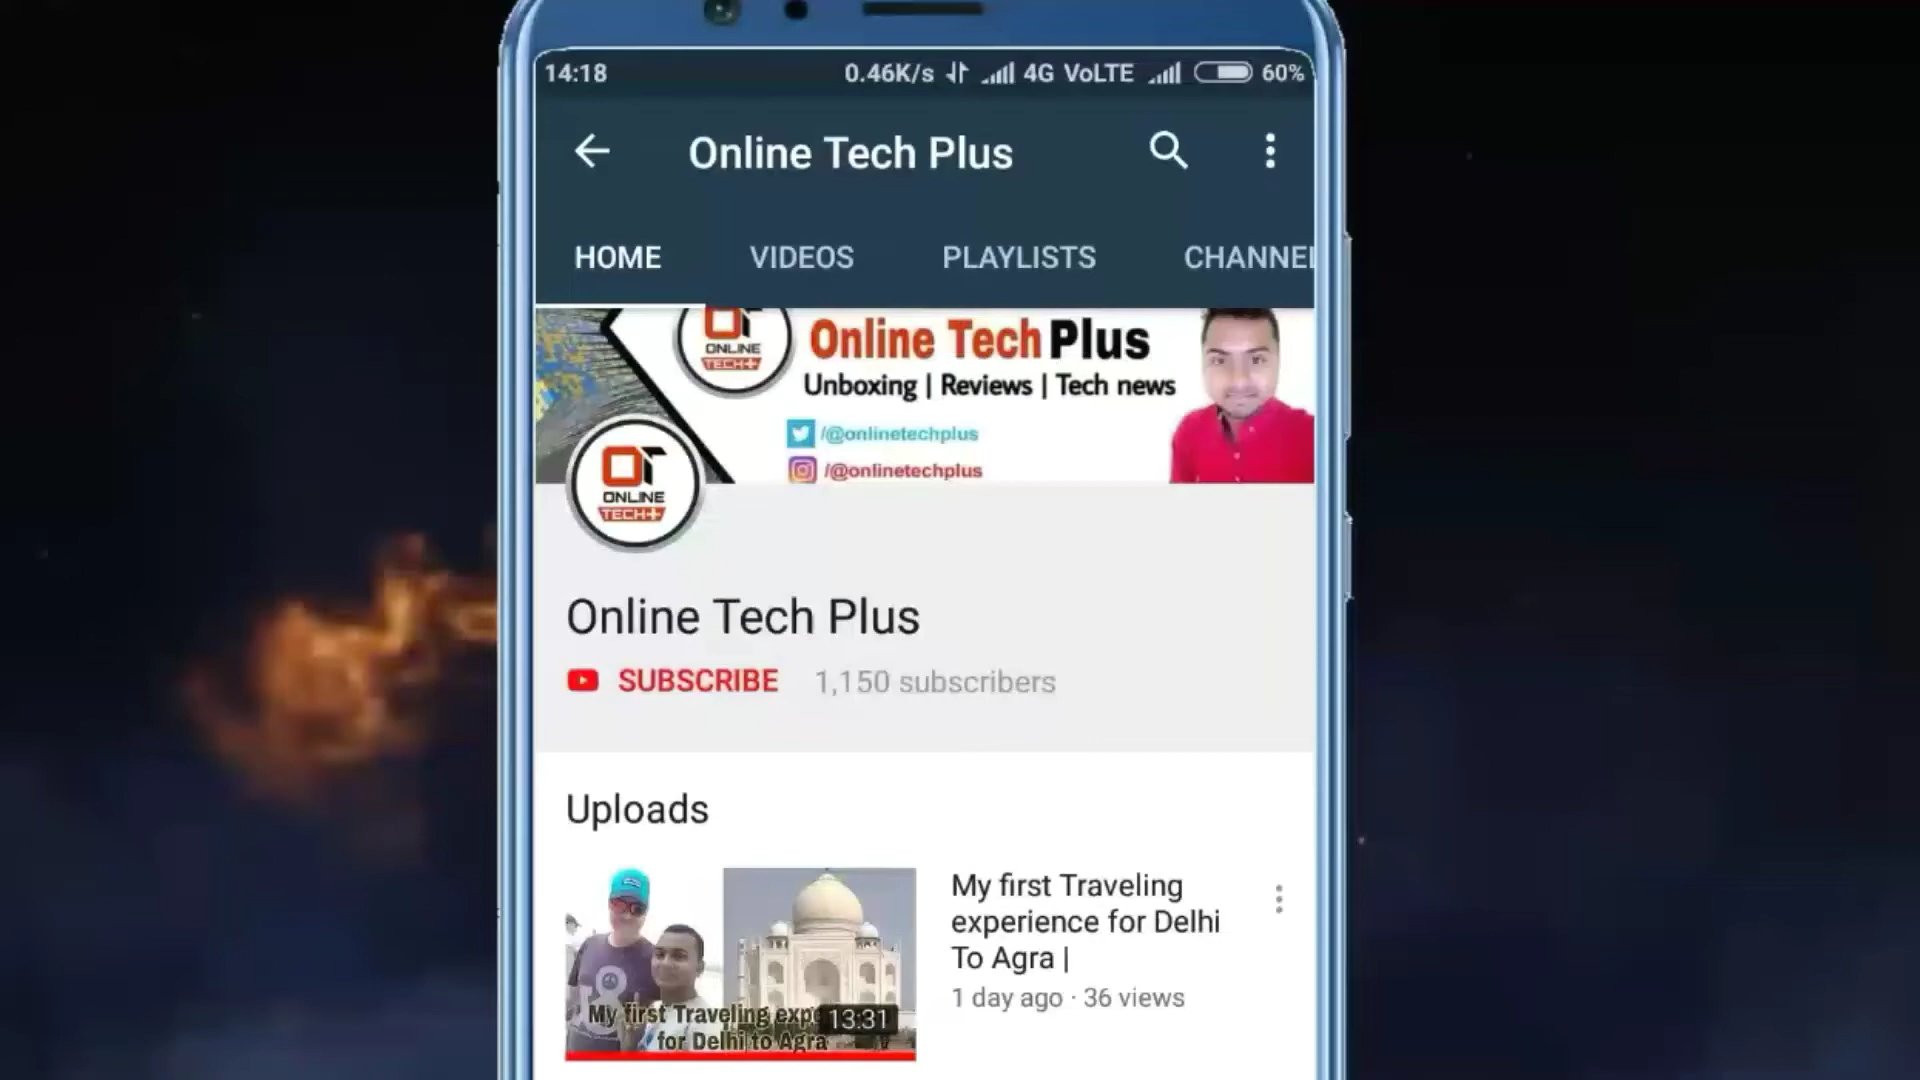 14:18 0.46K/s 4G VoLTE 60%
Online Tech Plus
HOME VIDEOS PLAYLISTS CHANNEL
OT
ONLINE
TECH+
Online Tech Plus
Unboxing | Reviews | Tech news
/@onlinetechplus
/@onlinetechplus
OT
ONLINE
TECH+
Online Tech Plus
SUBSCRIBE 1,150 subscribers
Uploads
My first Traveling
experience for Delhi
To Agra |
1 day ago · 36 views
My first Traveling expe
for Delhi to Agra
13:31